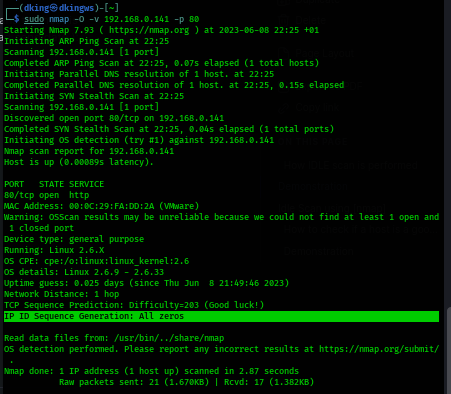 ┌──(dking㉿dkingws)-[~]
└─$ sudo nmap -O -v 192.168.0.141 -p 80
Starting Nmap 7.93 ( https://nmap.org ) at 2023-06-08 22:25 +01
Initiating ARP Ping Scan at 22:25
Scanning 192.168.0.141 [1 port]
Completed ARP Ping Scan at 22:25, 0.07s elapsed (1 total hosts)
Initiating Parallel DNS resolution of 1 host. at 22:25
Completed Parallel DNS resolution of 1 host. at 22:25, 0.15s elapsed
Initiating SYN Stealth Scan at 22:25
Scanning 192.168.0.141 [1 port]
Discovered open port 80/tcp on 192.168.0.141
Completed SYN Stealth Scan at 22:25, 0.04s elapsed (1 total ports)
Initiating OS detection (try #1) against 192.168.0.141
Nmap scan report for 192.168.0.141
Host is up (0.00089s latency).
PORT   STATE SERVICE
80/tcp open  http
MAC Address: 00:0C:29:FA:DD:2A (VMware)
Warning: OSScan results may be unreliable because we could not find at least 1 open and
1 closed port
Device type: general purpose
Running: Linux 2.6.X
OS CPE: cpe:/o:linux:linux_kernel:2.6
OS details: Linux 2.6.9 - 2.6.33
Uptime guess: 0.025 days (since Thu Jun  8 21:49:46 2023)
Network Distance: 1 hop
TCP Sequence Prediction: Difficulty=203 (Good luck!)
IP ID Sequence Generation: All zeros
Read data files from: /usr/bin/../share/nmap
OS detection performed. Please report any incorrect results at https://nmap.org/submit/
.
Nmap done: 1 IP address (1 host up) scanned in 2.87 seconds
Raw packets sent: 21 (1.670KB) | Rcvd: 17 (1.382KB)